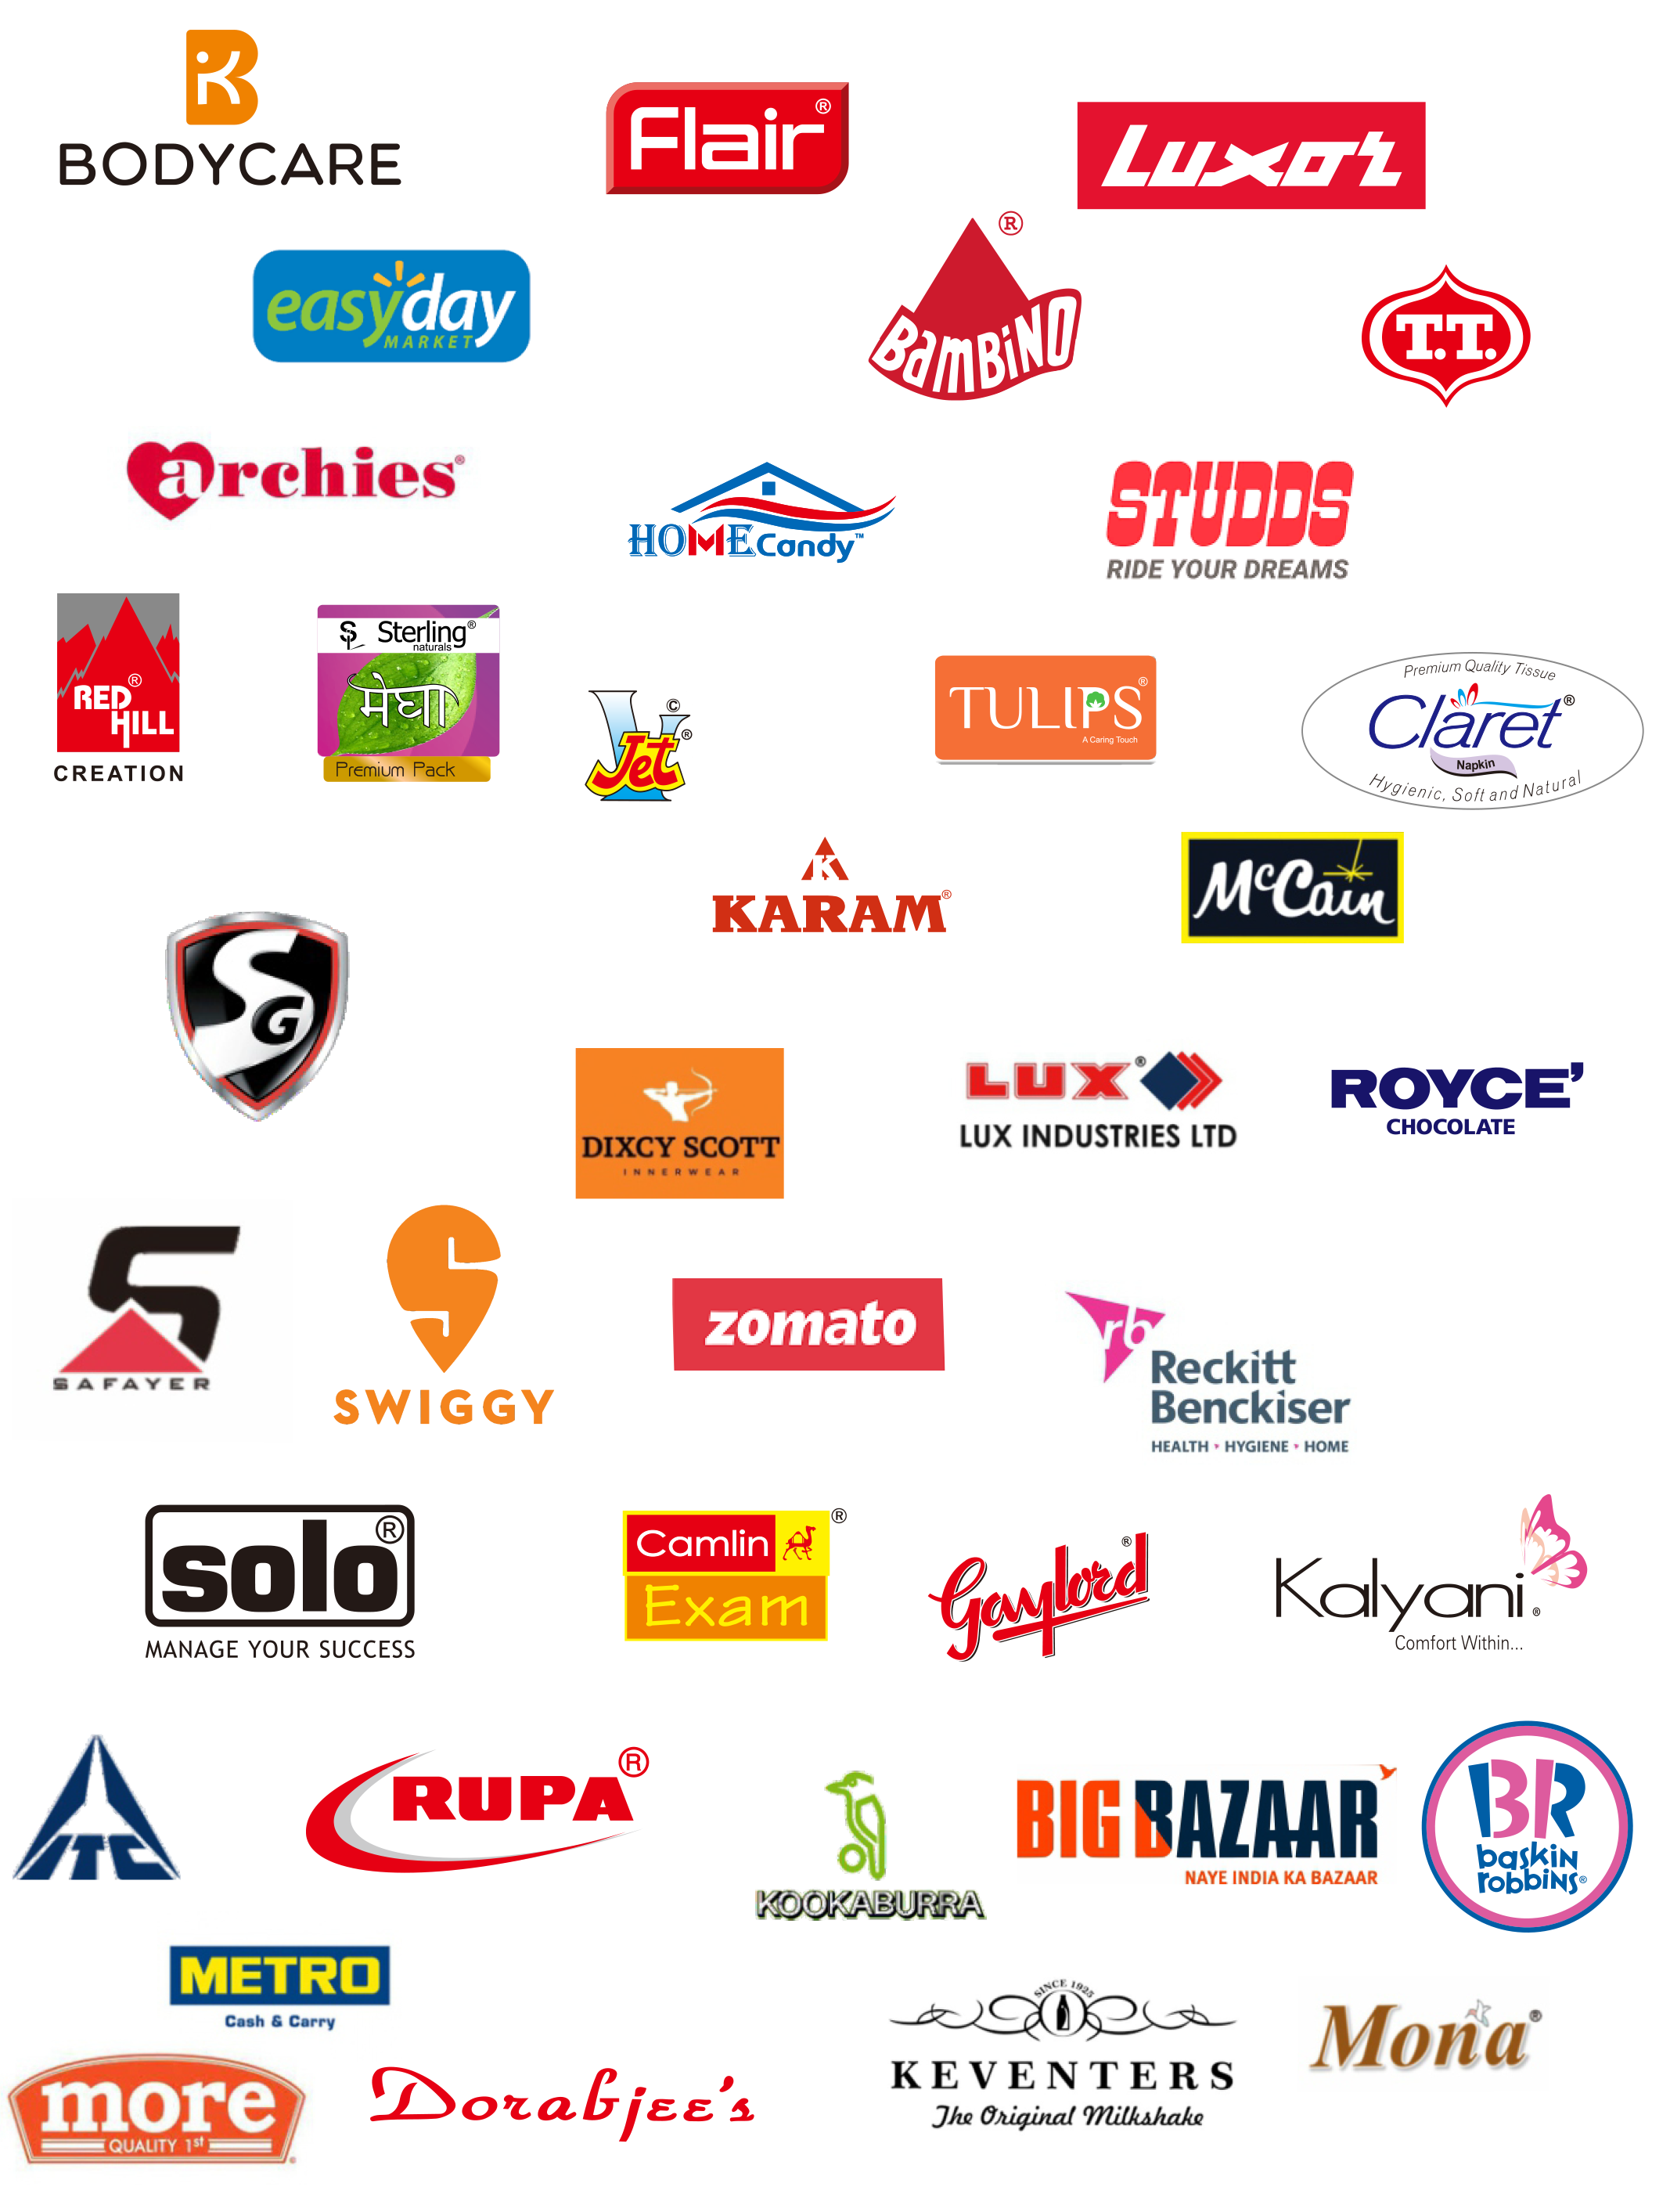 BK
BODYCARE
Flair®
Luxor
easyday
MARKET
BaMBiNO®
T.T.
archies®
HOMECandy™
STUDDS
RIDE YOUR DREAMS
RED®
HILL
CREATION
Sterling®
naturals
मेघा
Premium Pack
V©
Jet®
TULIPS®
A Caring Touch
Premium Quality Tissue
Claret®
Napkin
Hygienic, Soft and Natural
K
KARAM®
McCain
SG
DIXCY SCOTT
INNERWEAR
LUX®
LUX INDUSTRIES LTD
ROYCE’
CHOCOLATE
S
SAFAYER
SWIGGY
zomato
rb
Reckitt
Benckiser
HEALTH • HYGIENE • HOME
solo®
MANAGE YOUR SUCCESS
Camlin®
Exam
Gaylord®
Kalyani®
Comfort Within...
ITC
RUPA®
KOOKABURRA
BIG BAZAAR
NAYE INDIA KA BAZAAR
BR
baskin
robbins®
METRO
Cash & Carry
SINCE 1925
KEVENTERS
The Original Milkshake
Mona®
more
QUALITY 1st®
Dorabjee's